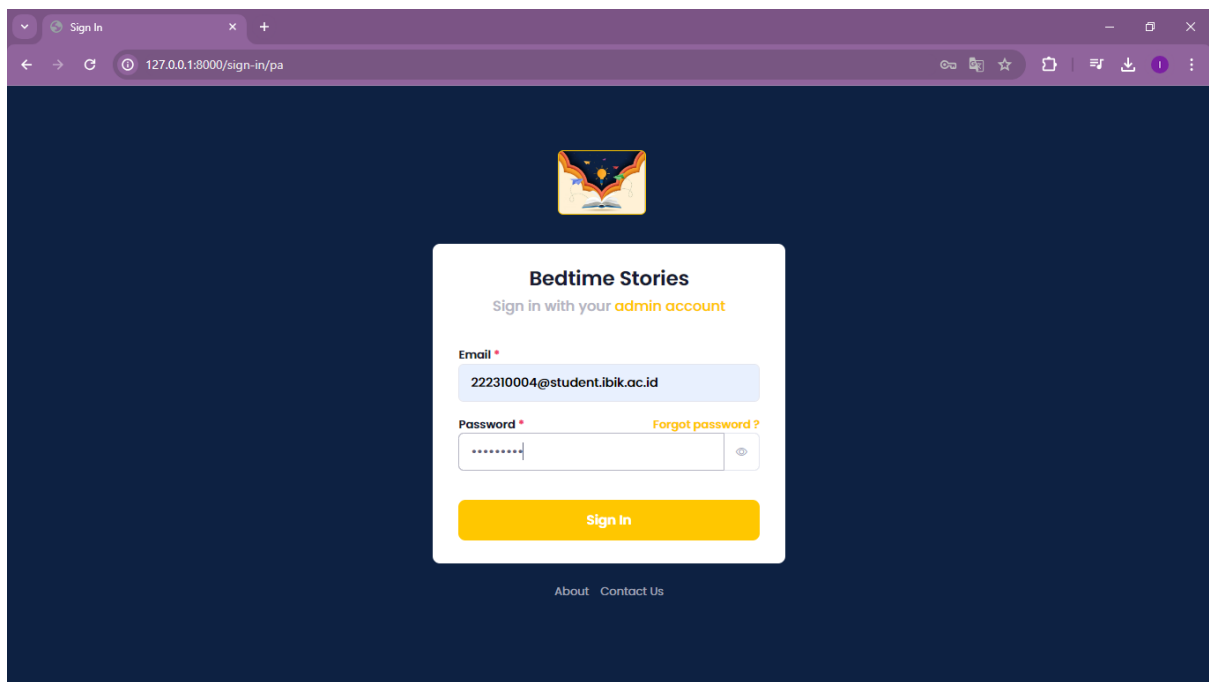 Sign In
127.0.0.1:8000/sign-in/pa
I
Bedtime Stories
Sign in with your admin account
Email *
222310004@student.ibik.ac.id
Password * Forgot password ?
•••••••••
Sign In
About Contact Us